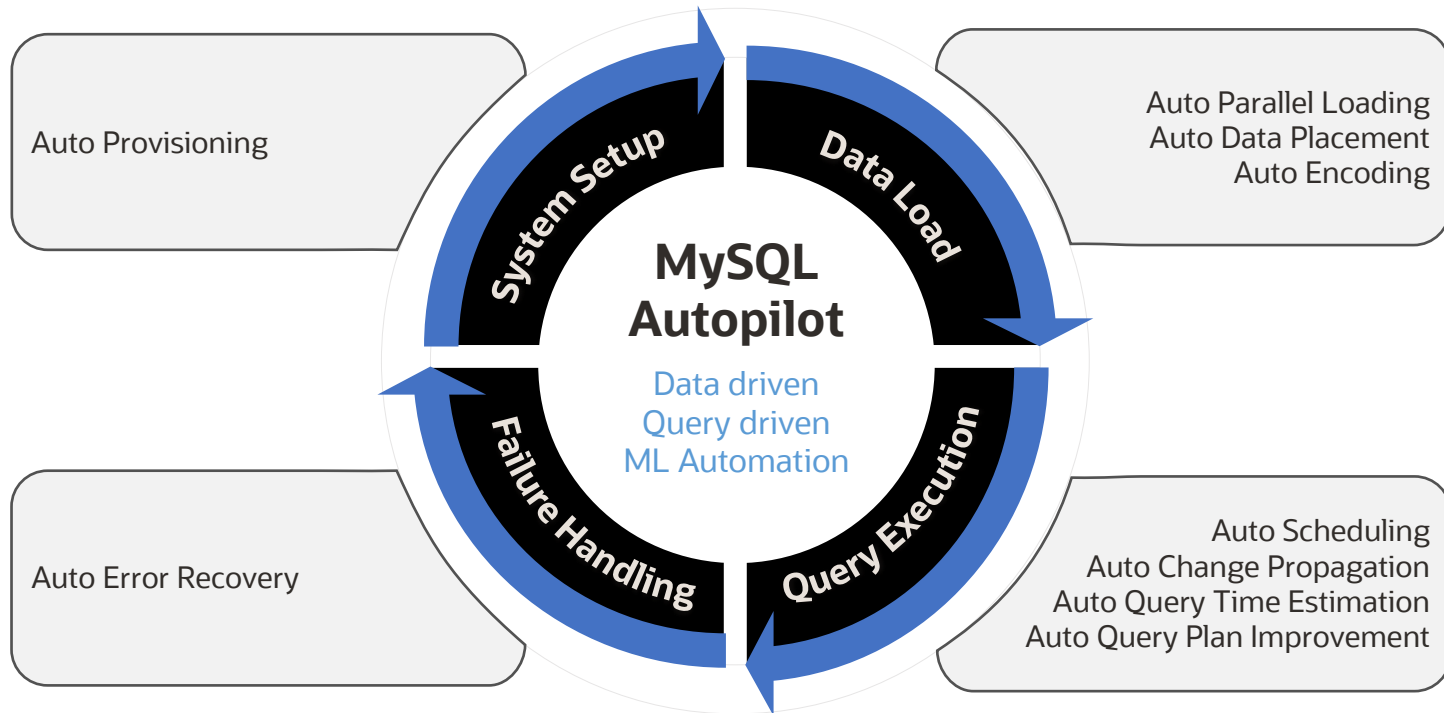 Auto Provisioning
System Setup
Data Load
Auto Parallel Loading
Auto Data Placement
Auto Encoding
MySQL
Autopilot
Data driven
Query driven
ML Automation
Failure Handling
Query Execution
Auto Error Recovery
Auto Scheduling
Auto Change Propagation
Auto Query Time Estimation
Auto Query Plan Improvement